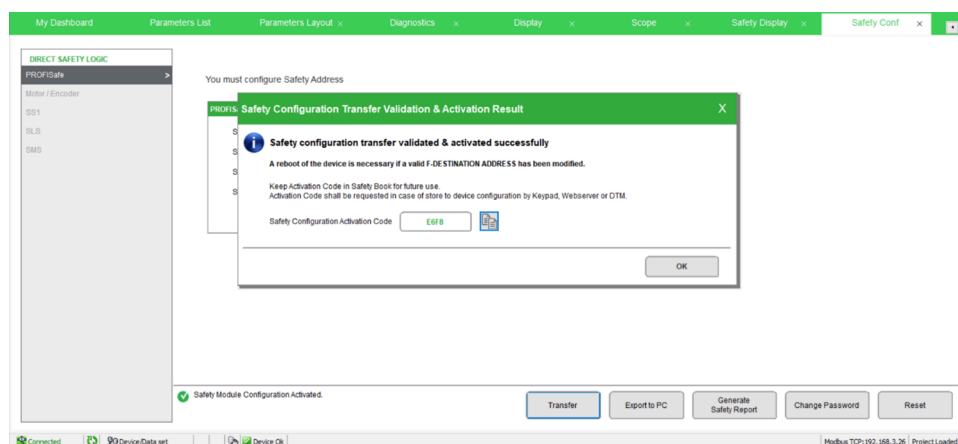 My Dashboard Parameters List Parameters Layout Diagnostics Display Scope Safety Display Safety Conf
DIRECT SAFETY LOGIC
PROFISafe >
Motor / Encoder
SS1
SLS
SMS
You must configure Safety Address
PROFIS
Safety Configuration Transfer Validation & Activation Result X
S
S
S
S
Safety configuration transfer validated & activated successfully
A reboot of the device is necessary if a valid F-DESTINATION ADDRESS has been modified.
Keep Activation Code in Safety Book for future use.
Activation Code shall be requested in case of store to device configuration by Keypad, Webserver or DTM.
Safety Configuration Activation Code E6F8
OK
Safety Module Configuration Activated.
Transfer
Export to PC
Generate
Safety Report
Change Password
Reset
Connected Device/Data set Device Ok Modbus TCP:192.168.3.26 Project Loaded